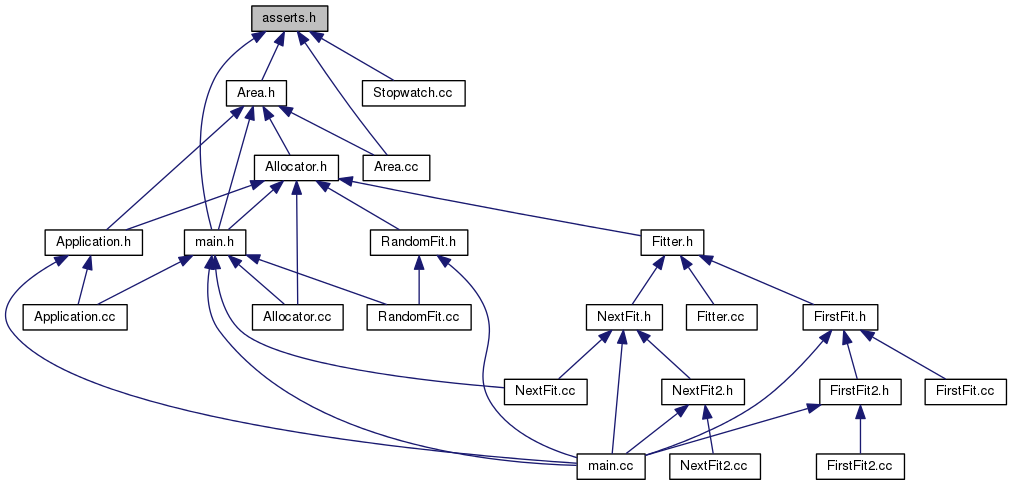 asserts.h
Area.h
Stopwatch.cc
Allocator.h
Area.cc
Application.h
main.h
RandomFit.h
Fitter.h
Application.cc
Allocator.cc
RandomFit.cc
NextFit.h
Fitter.cc
FirstFit.h
NextFit.cc
NextFit2.h
FirstFit2.h
FirstFit.cc
main.cc
NextFit2.cc
FirstFit2.cc